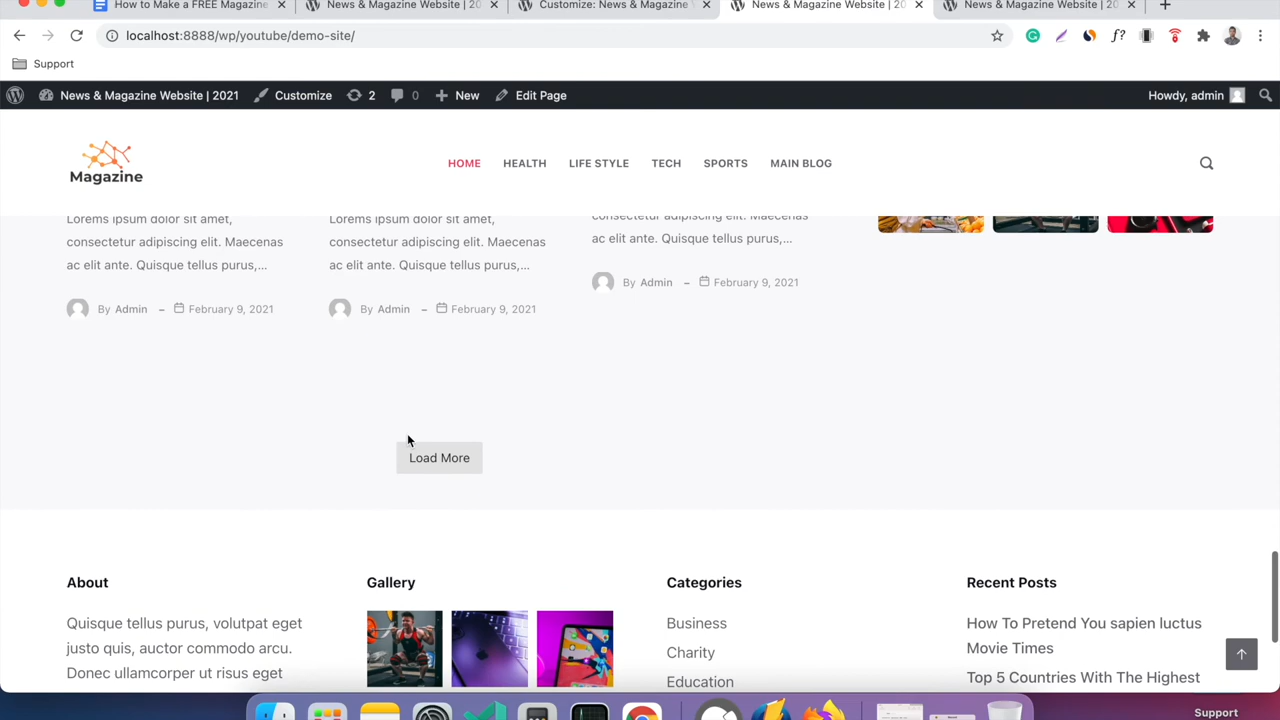 How to Make a FREE Magazine
News & Magazine Website | 20
Customize: News & Magazine
News & Magazine Website | 20
News & Magazine Website | 20
localhost:8888/wp/youtube/demo-site/
f?
Support
News & Magazine Website | 2021
Customize
2
0
New
Edit Page
Howdy, admin
Magazine
HOME
HEALTH
LIFE STYLE
TECH
SPORTS
MAIN BLOG
Lorems ipsum dolor sit amet,
consectetur adipiscing elit. Maecenas
ac elit ante. Quisque tellus purus,...
By Admin – February 9, 2021
Lorems ipsum dolor sit amet,
consectetur adipiscing elit. Maecenas
ac elit ante. Quisque tellus purus,...
By Admin – February 9, 2021
consectetur adipiscing elit. Maecenas
ac elit ante. Quisque tellus purus,...
By Admin – February 9, 2021
Load More
About
Quisque tellus purus, volutpat eget
justo quis, auctor commodo arcu.
Donec ullamcorper ut risus eget
Gallery
Categories
Business
Charity
Education
Recent Posts
How To Pretend You sapien luctus
Movie Times
Top 5 Countries With The Highest
Support